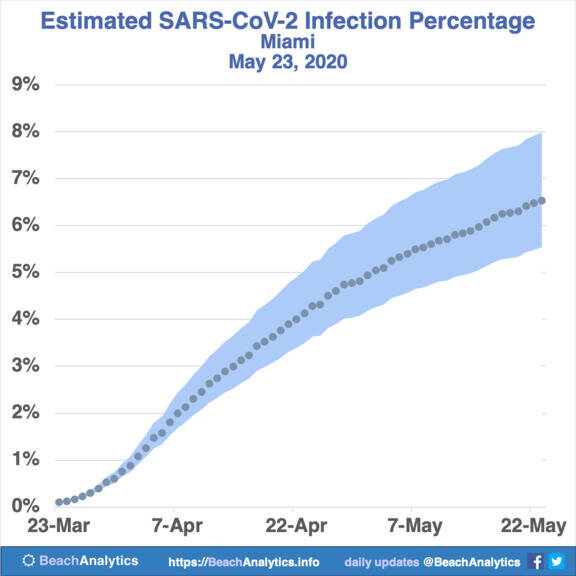 Estimated SARS-CoV-2 Infection Percentage
Miami
May 23, 2020
9%
8%
7%
6%
5%
4%
3%
2%
1%
0%
23-Mar 7-Apr 22-Apr 7-May 22-May
BeachAnalytics https://BeachAnalytics.info daily updates @BeachAnalytics f